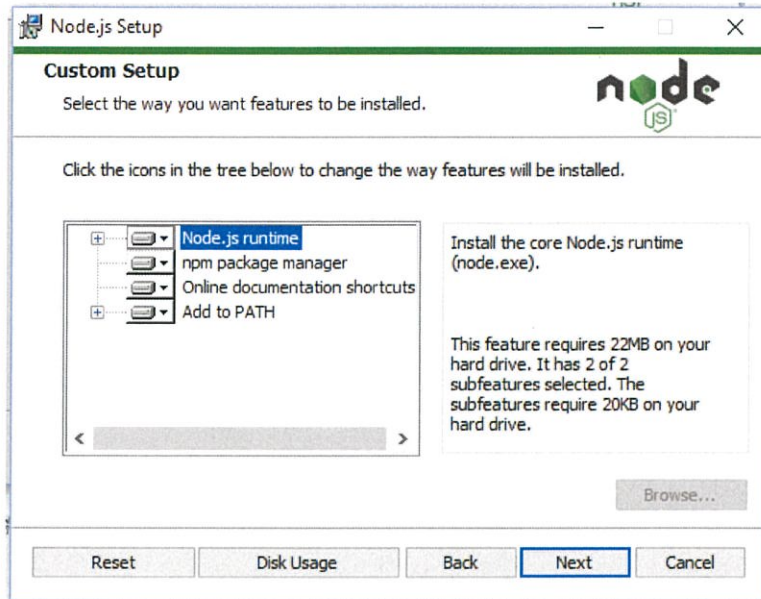 Node.js Setup
Custom Setup
Select the way you want features to be installed.
node
JS
Click the icons in the tree below to change the way features will be installed.
Node.js runtime
npm package manager
Online documentation shortcuts
Add to PATH
Install the core Node.js runtime
(node.exe).
This feature requires 22MB on your
hard drive. It has 2 of 2
subfeatures selected. The
subfeatures require 20KB on your
hard drive.
Browse...
Reset Disk Usage Back Next Cancel